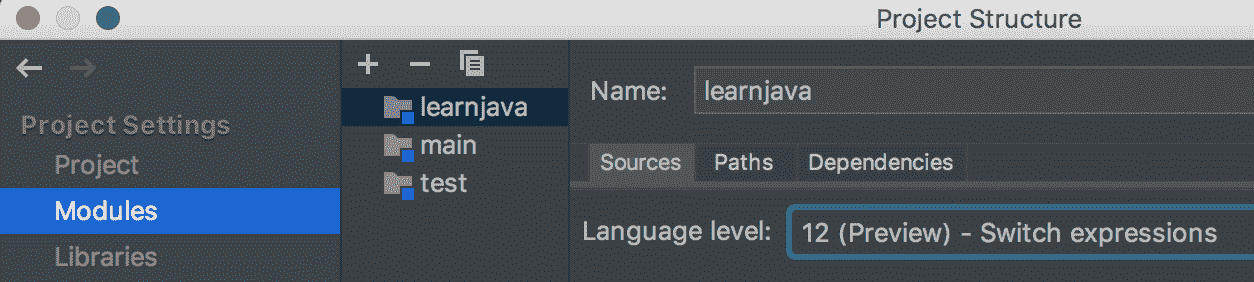 Project Structure
Project Settings
Project
Modules
Libraries
learnjava
main
test
Name: learnjava
Sources Paths Dependencies
Language level: 12 (Preview) - Switch expressions